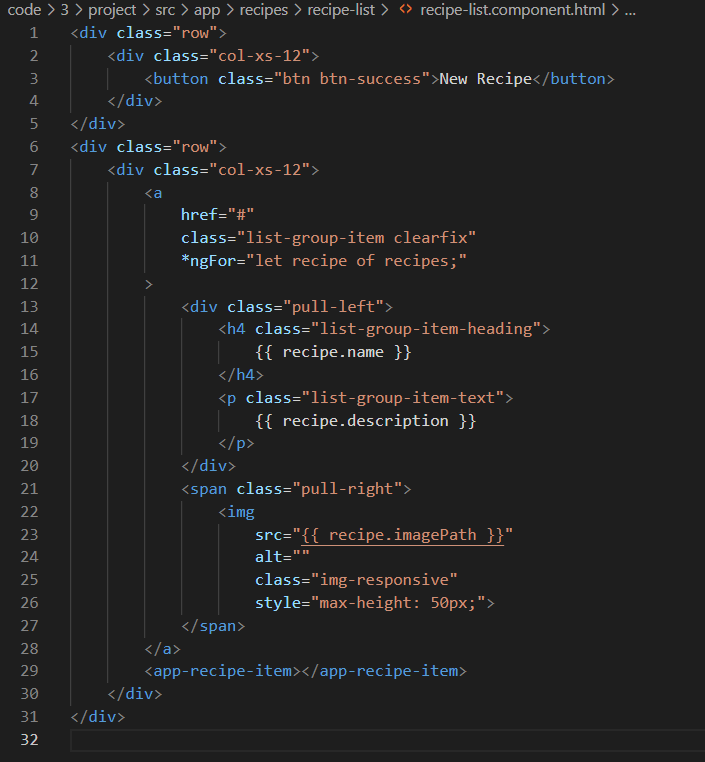 code > 3 > project > src > app > recipes > recipe-list > <> recipe-list.component.html > ...
1 <div class="row">
2     <div class="col-xs-12">
3         <button class="btn btn-success">New Recipe</button>
4     </div>
5 </div>
6 <div class="row">
7     <div class="col-xs-12">
8         <a
9             href="#"
10             class="list-group-item clearfix"
11             *ngFor="let recipe of recipes;"
12         >
13             <div class="pull-left">
14                 <h4 class="list-group-item-heading">
15                     {{ recipe.name }}
16                 </h4>
17                 <p class="list-group-item-text">
18                     {{ recipe.description }}
19                 </p>
20             </div>
21             <span class="pull-right">
22                 <img
23                     src="{{ recipe.imagePath }}"
24                     alt=""
25                     class="img-responsive"
26                     style="max-height: 50px;">
27             </span>
28         </a>
29         <app-recipe-item></app-recipe-item>
30     </div>
31 </div>
32